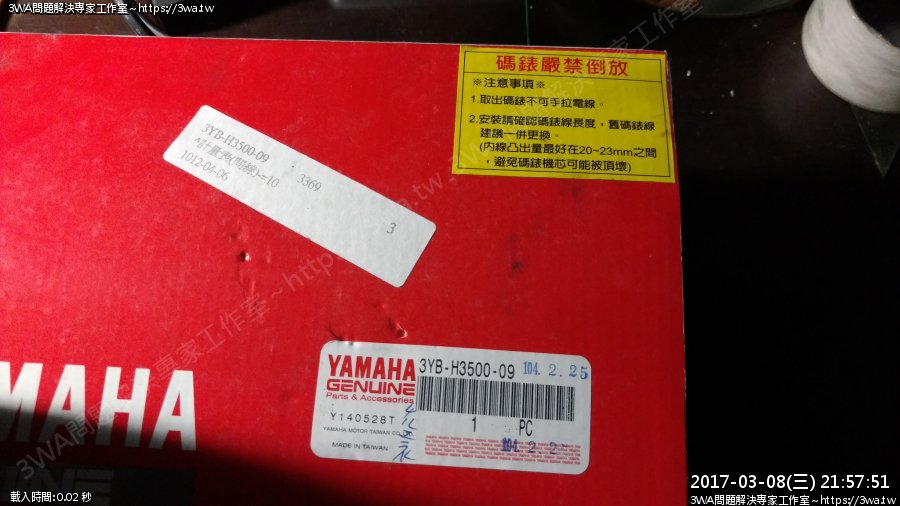 3WA問題解決專家工作室~https://3wa.tw
碼錶嚴禁倒放
※注意事項※
1.取出碼錶不可手拉電線。
2.安裝請確認碼錶線長度,舊碼錶線
建議一併更換。
(內線凸出量最好在20~23mm之間
,避免碼錶機芯可能被頂壞)
3YB-H3500-09
3369
1012-04-06
3
YAMAHA
GENUINE
Parts & Accessories
3YB-H3500-09
104.2.25
Y140528T
1 PC
YAMAHA MOTOR TAIWAN CO.
MADE IN TAIWAN
MAHA
2017-03-08(三) 21:57:51
載入時間:0.02 秒
3WA問題解決專家工作室~https://3wa.tw